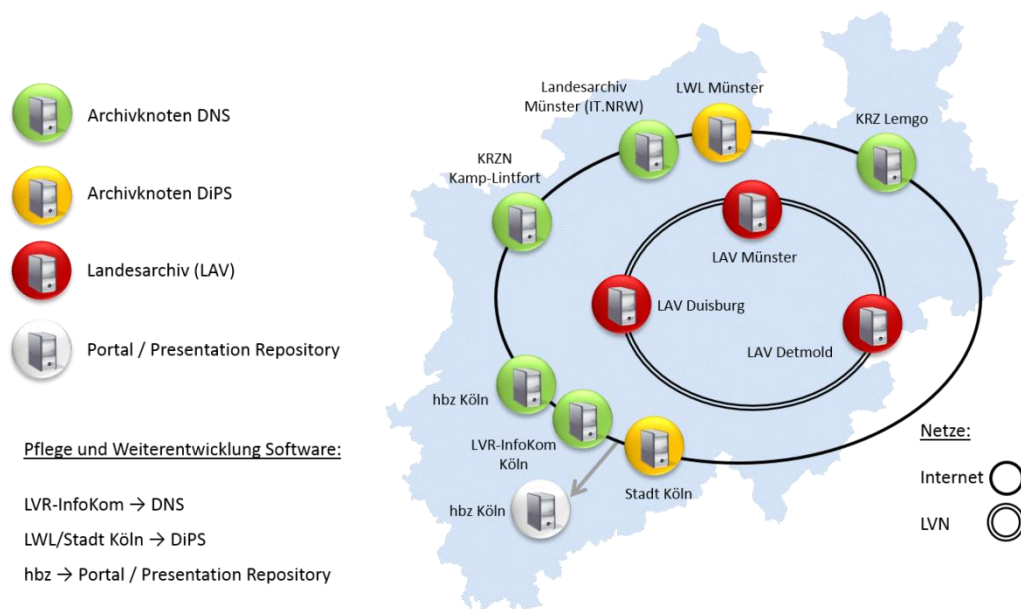 Archivknoten DNS
Archivknoten DiPS
Landesarchiv (LAV)
Portal / Presentation Repository
Pflege und Weiterentwicklung Software:
LVR-InfoKom → DNS
LWL/Stadt Köln → DiPS
hbz → Portal / Presentation Repository
Landesarchiv
Münster (IT.NRW)
LWL Münster
KRZ Lemgo
KRZN
Kamp-Lintfort
LAV Münster
LAV Duisburg
LAV Detmold
hbz Köln
LVR-InfoKom
Köln
Stadt Köln
hbz Köln
Netze:
Internet
LVN